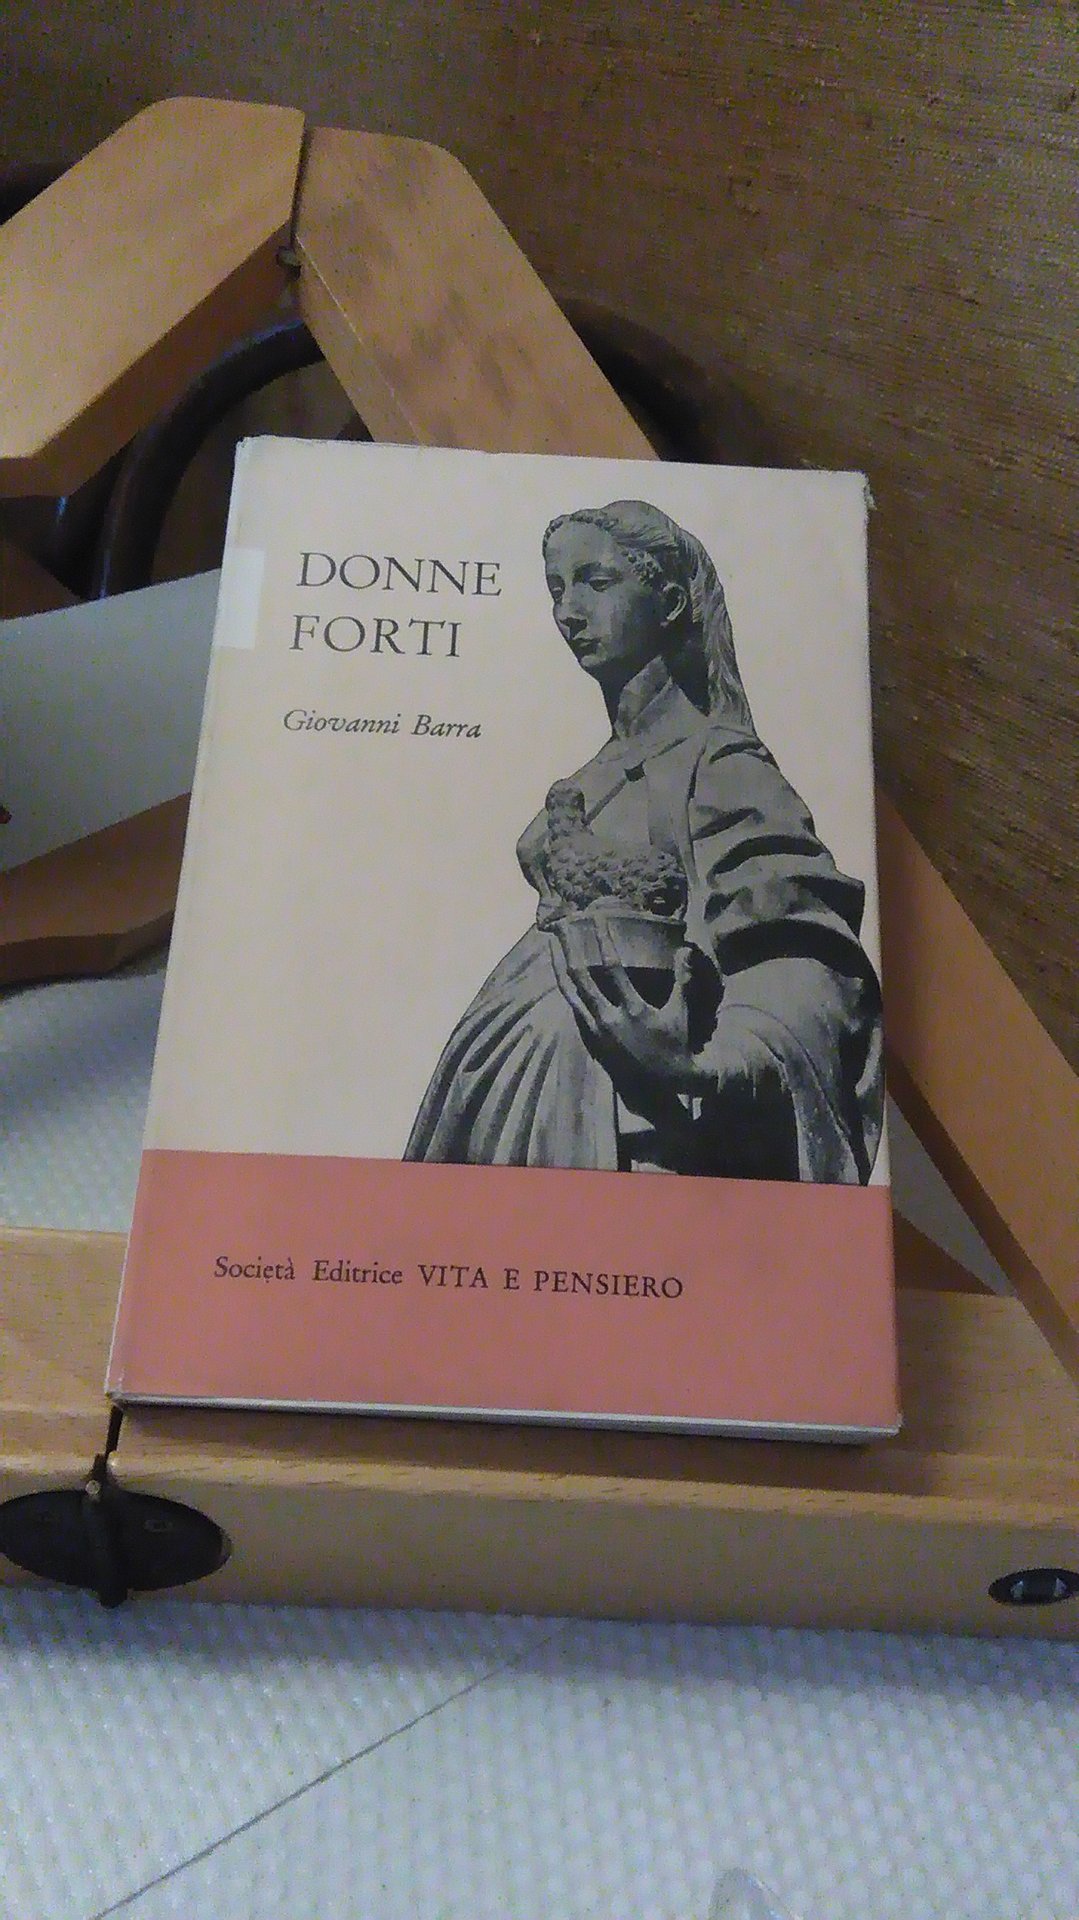 DONNE
FORTI
Giovanni Barra
Società Editrice VITA E PENSIERO